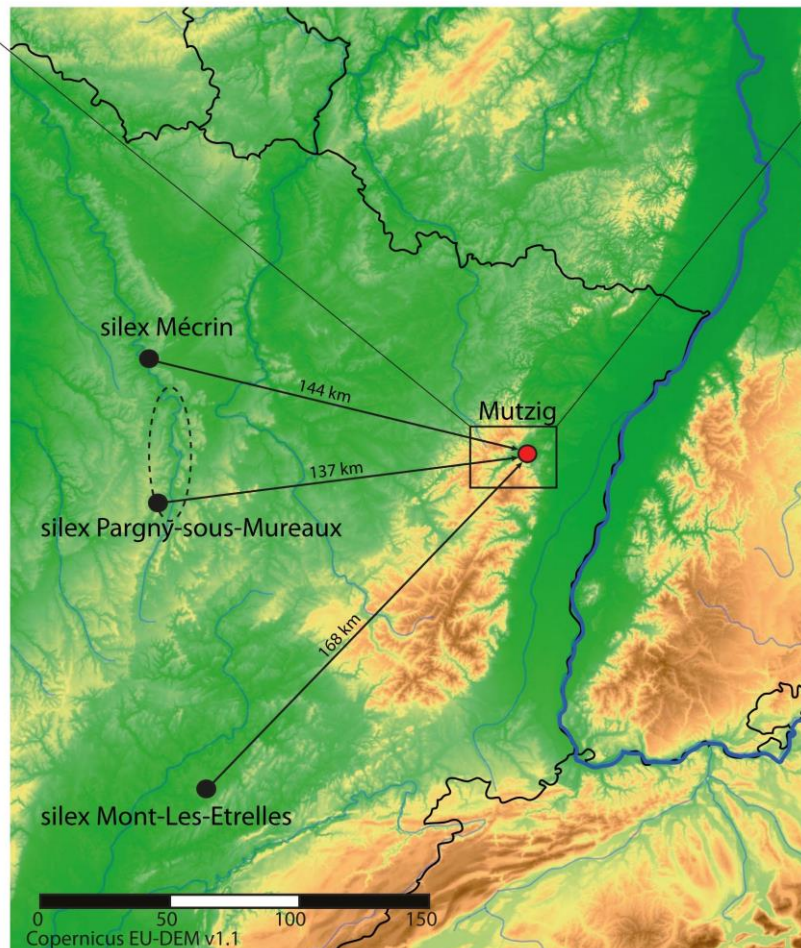 silex Mécrin
144 km
Mutzig
137 km
silex Pargny-sous-Mureaux
168 km
silex Mont-Les-Etrelles
0 50 100 150
Copernicus EU-DEM v1.1